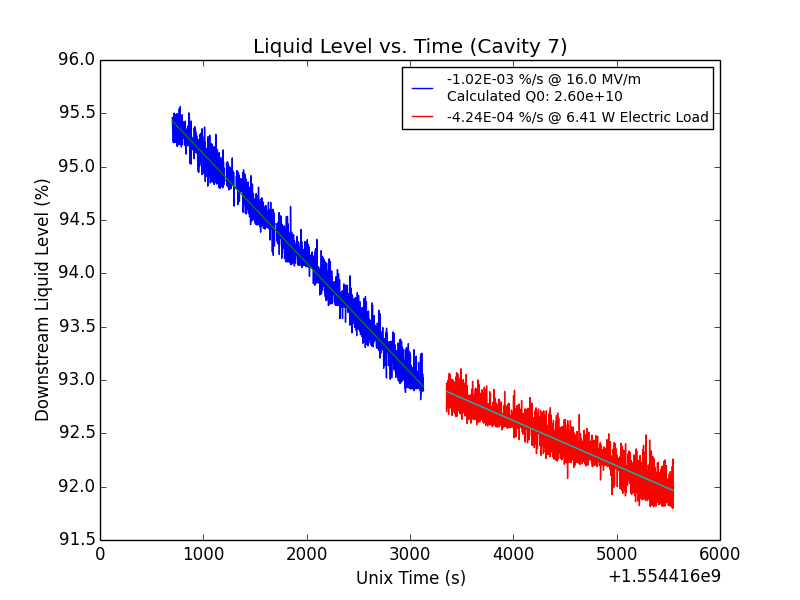 Liquid Level vs. Time (Cavity 7)
-1.02E-03 %/s @ 16.0 MV/m
Calculated Q0: 2.60e+10
-4.24E-04 %/s @ 6.41 W Electric Load
96.0
95.5
95.0
94.5
94.0
93.5
93.0
92.5
92.0
91.5
Downstream Liquid Level (%)
0 1000 2000 3000 4000 5000 6000
Unix Time (s)
+1.554416e9